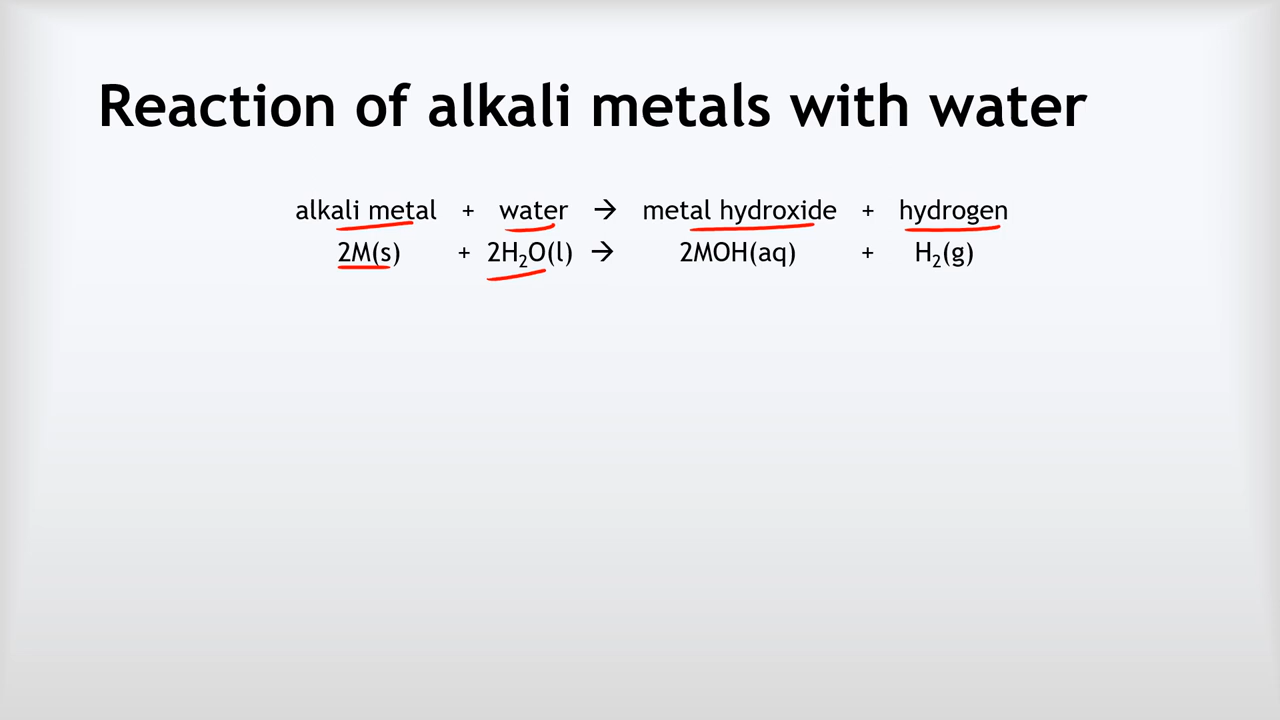 Reaction of alkali metals with water
alkali metal + water → metal hydroxide + hydrogen
2M(s) + 2H₂O(l) → 2MOH(aq) + H₂(g)